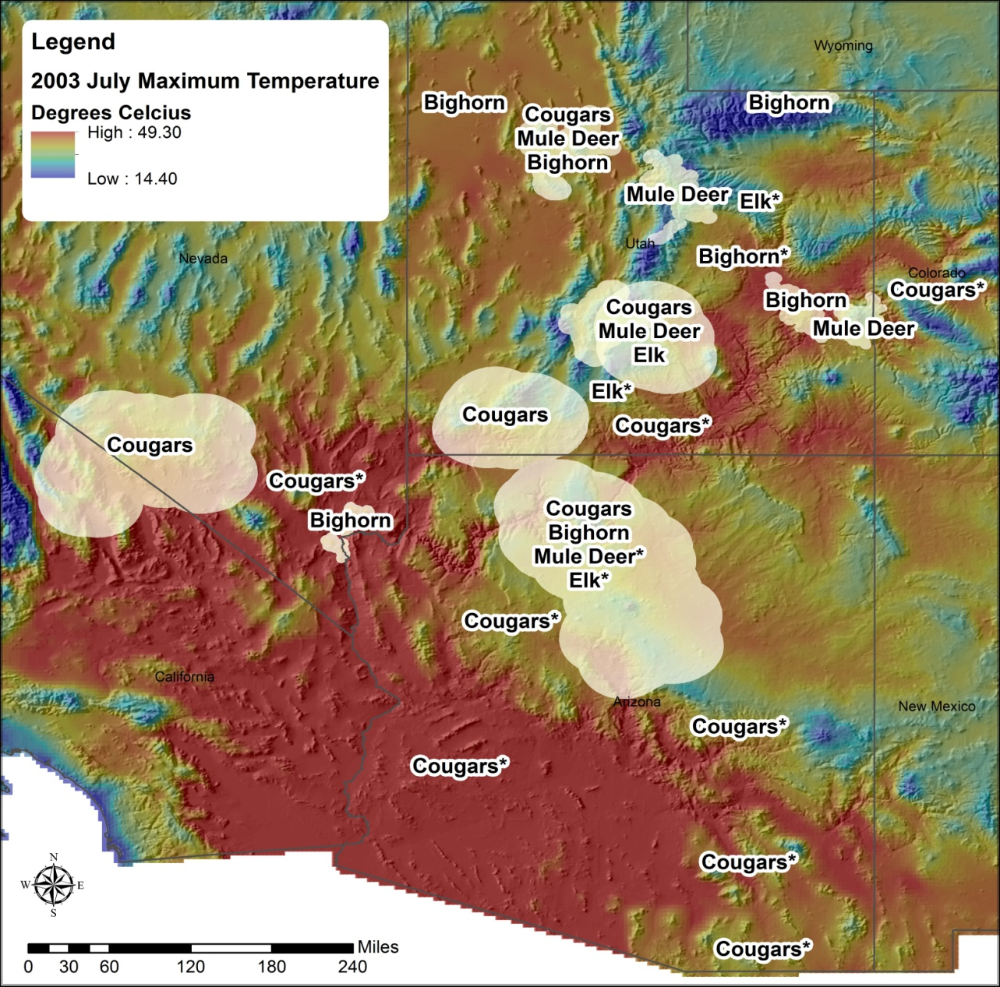 Legend
2003 July Maximum Temperature
Degrees Celcius
High : 49.30
Low : 14.40
Wyoming
Bighorn
Bighorn
Cougars
Mule Deer
Bighorn
Mule Deer
Elk*
Utah
Bighorn*
Nevada
Colorado
Cougars*
Bighorn
Mule Deer
Cougars
Mule Deer
Elk
Elk*
Cougars
Cougars*
Cougars
Cougars*
Bighorn
Cougars
Bighorn
Mule Deer*
Elk*
Cougars*
California
Arizona
New Mexico
Cougars*
Cougars*
Cougars*
Cougars*
N
W E
S
Miles
0 30 60 120 180 240